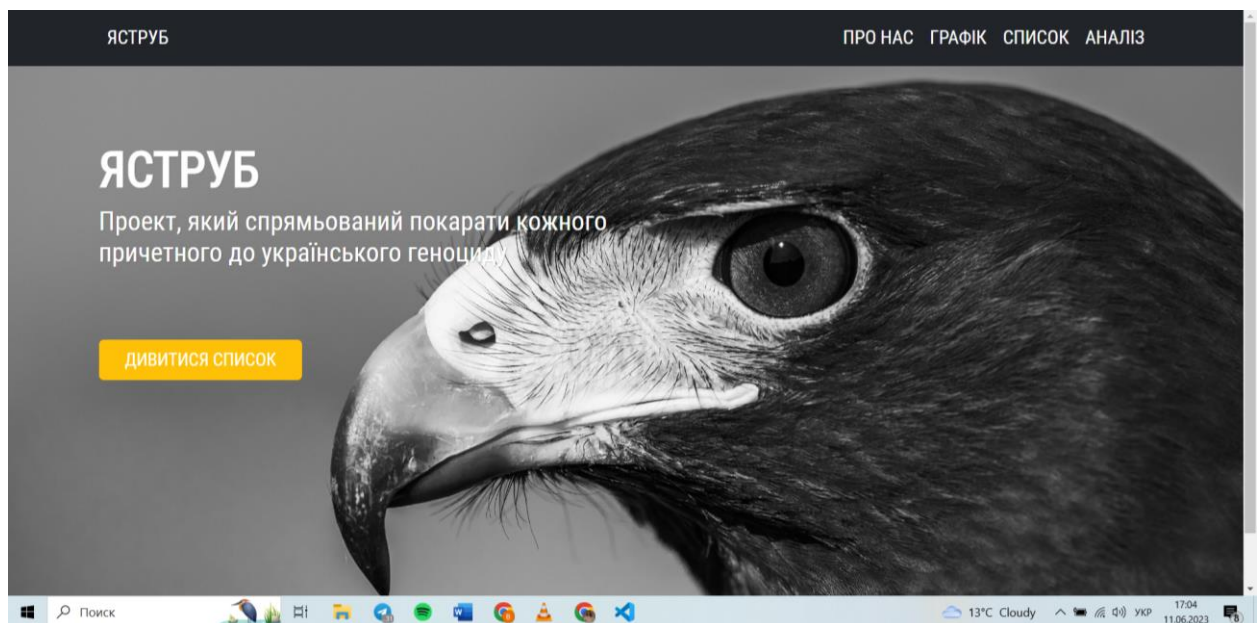 ЯСТРУБ
ПРО НАС ГРАФІК СПИСОК АНАЛІЗ
ЯСТРУБ
Проект, який спрямьований покарати кожного
причетного до українського геноциду
ДИВИТИСЯ СПИСОК
Поиск
13°C Cloudy
УКР
17:04
11.06.2023